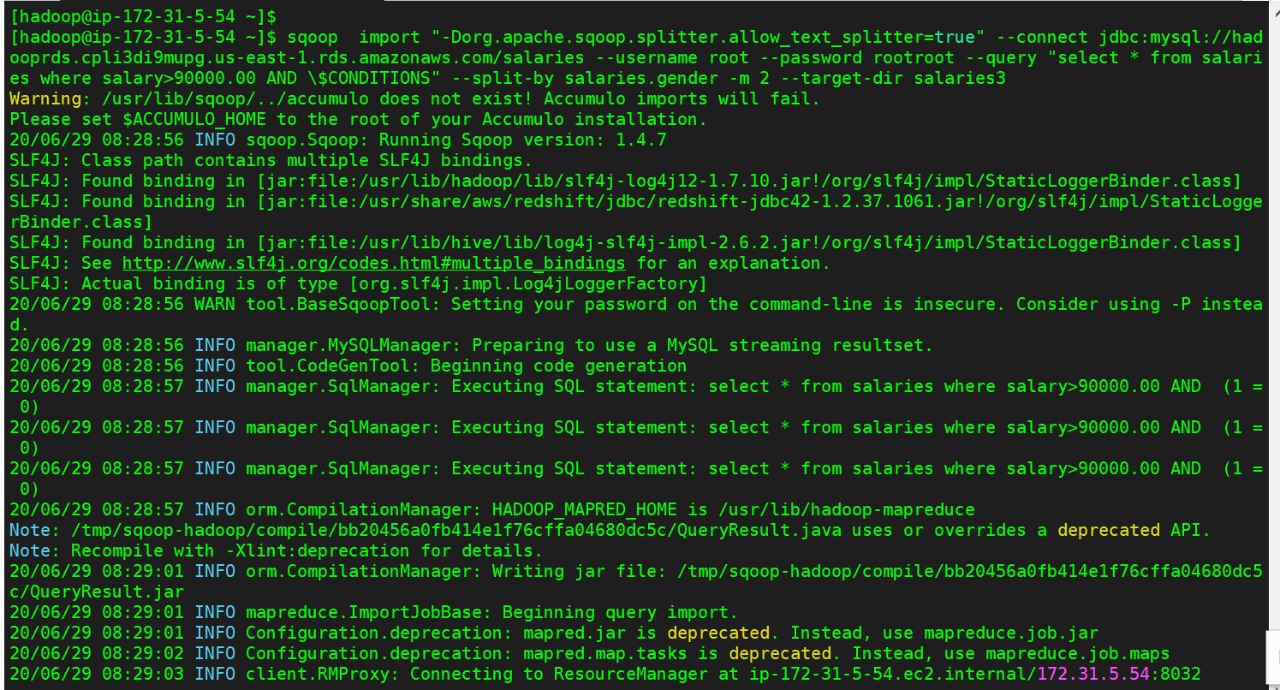 [hadoop@ip-172-31-5-54 ~]$
[hadoop@ip-172-31-5-54 ~]$ sqoop  import "-Dorg.apache.sqoop.splitter.allow_text_splitter=true" --connect jdbc:mysql://had
ooprds.cpli3di9mupg.us-east-1.rds.amazonaws.com/salaries --username root --password rootroot --query "select * from salari
es where salary>90000.00 AND \$CONDITIONS" --split-by salaries.gender -m 2 --target-dir salaries3
Warning: /usr/lib/sqoop/../accumulo does not exist! Accumulo imports will fail.
Please set $ACCUMULO_HOME to the root of your Accumulo installation.
20/06/29 08:28:56 INFO sqoop.Sqoop: Running Sqoop version: 1.4.7
SLF4J: Class path contains multiple SLF4J bindings.
SLF4J: Found binding in [jar:file:/usr/lib/hadoop/lib/slf4j-log4j12-1.7.10.jar!/org/slf4j/impl/StaticLoggerBinder.class]
SLF4J: Found binding in [jar:file:/usr/share/aws/redshift/jdbc/redshift-jdbc42-1.2.37.1061.jar!/org/slf4j/impl/StaticLogge
rBinder.class]
SLF4J: Found binding in [jar:file:/usr/lib/hive/lib/log4j-slf4j-impl-2.6.2.jar!/org/slf4j/impl/StaticLoggerBinder.class]
SLF4J: See http://www.slf4j.org/codes.html#multiple_bindings for an explanation.
SLF4J: Actual binding is of type [org.slf4j.impl.Log4jLoggerFactory]
20/06/29 08:28:56 WARN tool.BaseSqoopTool: Setting your password on the command-line is insecure. Consider using -P instea
d.
20/06/29 08:28:56 INFO manager.MySQLManager: Preparing to use a MySQL streaming resultset.
20/06/29 08:28:56 INFO tool.CodeGenTool: Beginning code generation
20/06/29 08:28:57 INFO manager.SqlManager: Executing SQL statement: select * from salaries where salary>90000.00 AND  (1 =
 0)
20/06/29 08:28:57 INFO manager.SqlManager: Executing SQL statement: select * from salaries where salary>90000.00 AND  (1 =
 0)
20/06/29 08:28:57 INFO manager.SqlManager: Executing SQL statement: select * from salaries where salary>90000.00 AND  (1 =
 0)
20/06/29 08:28:57 INFO orm.CompilationManager: HADOOP_MAPRED_HOME is /usr/lib/hadoop-mapreduce
Note: /tmp/sqoop-hadoop/compile/bb20456a0fb414e1f76cffa04680dc5c/QueryResult.java uses or overrides a deprecated API.
Note: Recompile with -Xlint:deprecation for details.
20/06/29 08:29:01 INFO orm.CompilationManager: Writing jar file: /tmp/sqoop-hadoop/compile/bb20456a0fb414e1f76cffa04680dc5
c/QueryResult.jar
20/06/29 08:29:01 INFO mapreduce.ImportJobBase: Beginning query import.
20/06/29 08:29:01 INFO Configuration.deprecation: mapred.jar is deprecated. Instead, use mapreduce.job.jar
20/06/29 08:29:02 INFO Configuration.deprecation: mapred.map.tasks is deprecated. Instead, use mapreduce.job.maps
20/06/29 08:29:03 INFO client.RMProxy: Connecting to ResourceManager at ip-172-31-5-54.ec2.internal/172.31.5.54:8032